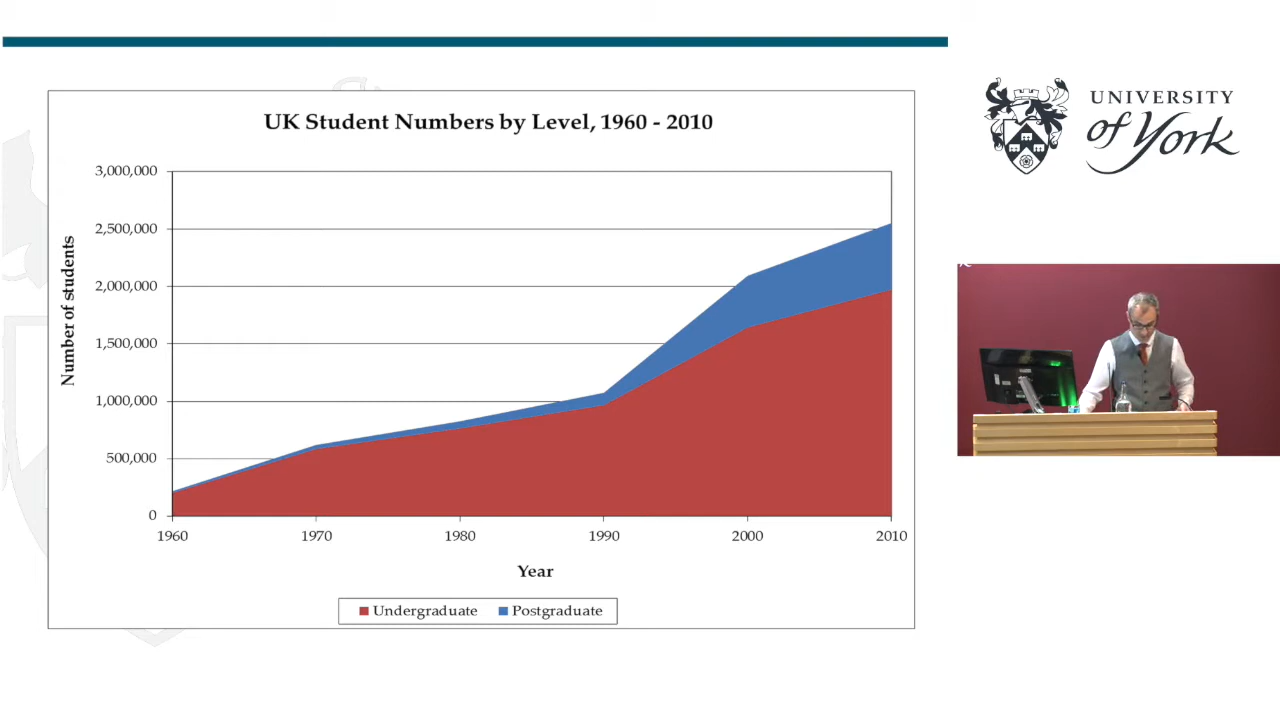 UK Student Numbers by Level, 1960 - 2010
3,000,000
2,500,000
2,000,000
1,500,000
1,000,000
500,000
0
Number of students
1960 1970 1980 1990 2000 2010
Year
Undergraduate Postgraduate
UNIVERSITY
of York